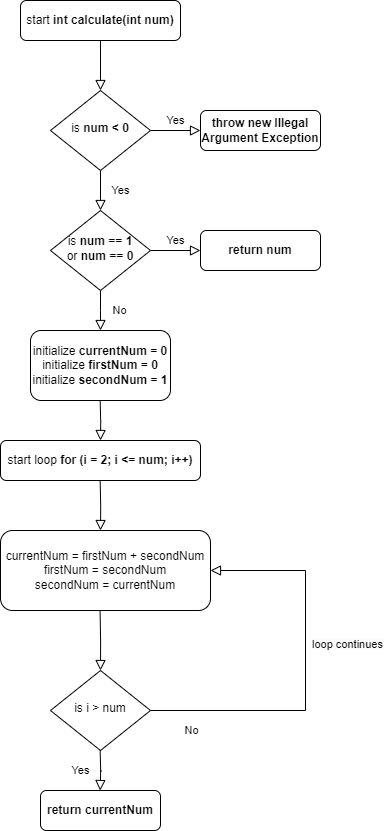 start int calculate(int num)
is num < 0
Yes
throw new Illegal
Argument Exception
Yes
is num == 1
or num == 0
Yes
return num
No
initialize currentNum = 0
initialize firstNum = 0
initialize secondNum = 1
start loop for (i = 2; i <= num; i++)
currentNum = firstNum + secondNum
firstNum = secondNum
secondNum = currentNum
loop continues
is i > num
No
Yes
return currentNum